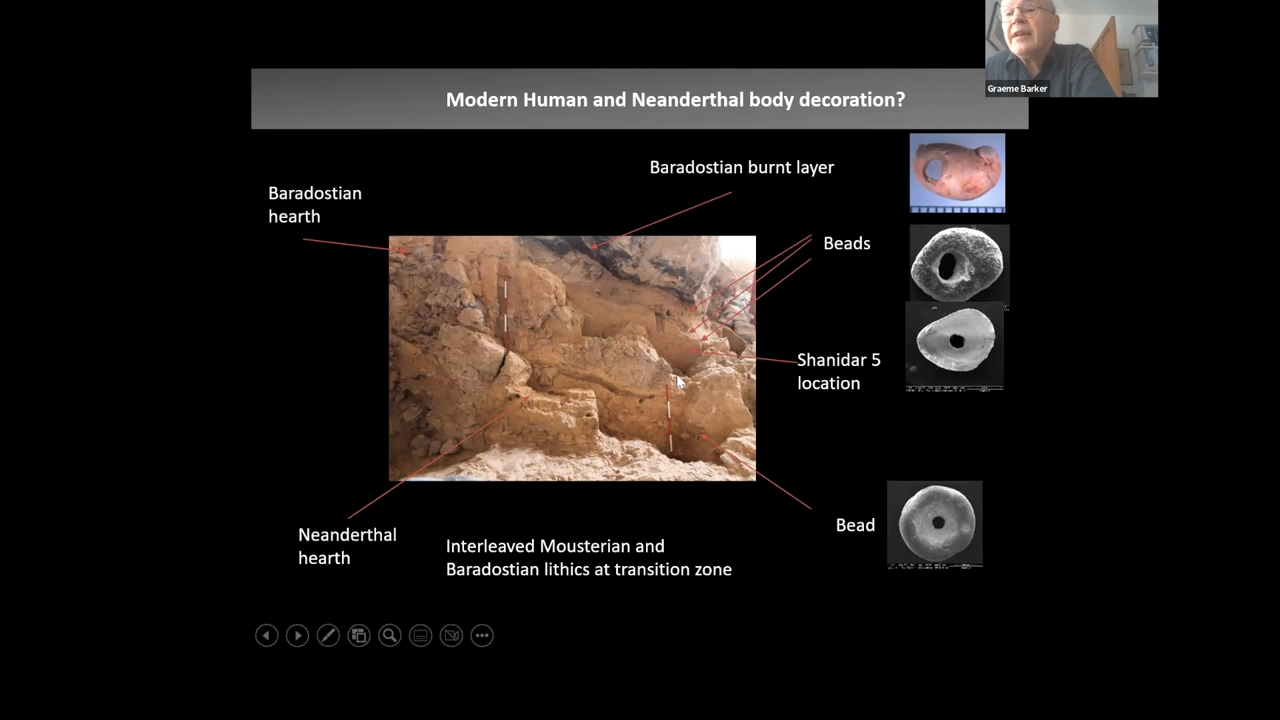 Graeme Barker
Modern Human and Neanderthal body decoration?
Baradostian burnt layer
Baradostian
hearth
Beads
Shanidar 5
location
Bead
Neanderthal
hearth
Interleaved Mousterian and
Baradostian lithics at transition zone